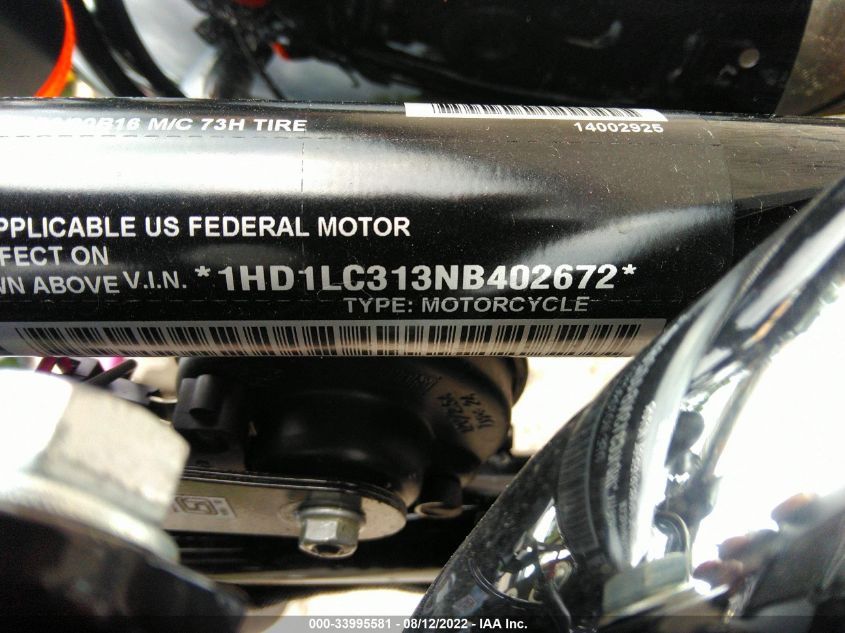 M/C 73H TIRE
14002925
APPLICABLE US FEDERAL MOTOR
FECT ON
WN ABOVE V.I.N. *1HD1LC313NB402672*
TYPE: MOTORCYCLE
000-33995581 - 08/12/2022 - IAA Inc.